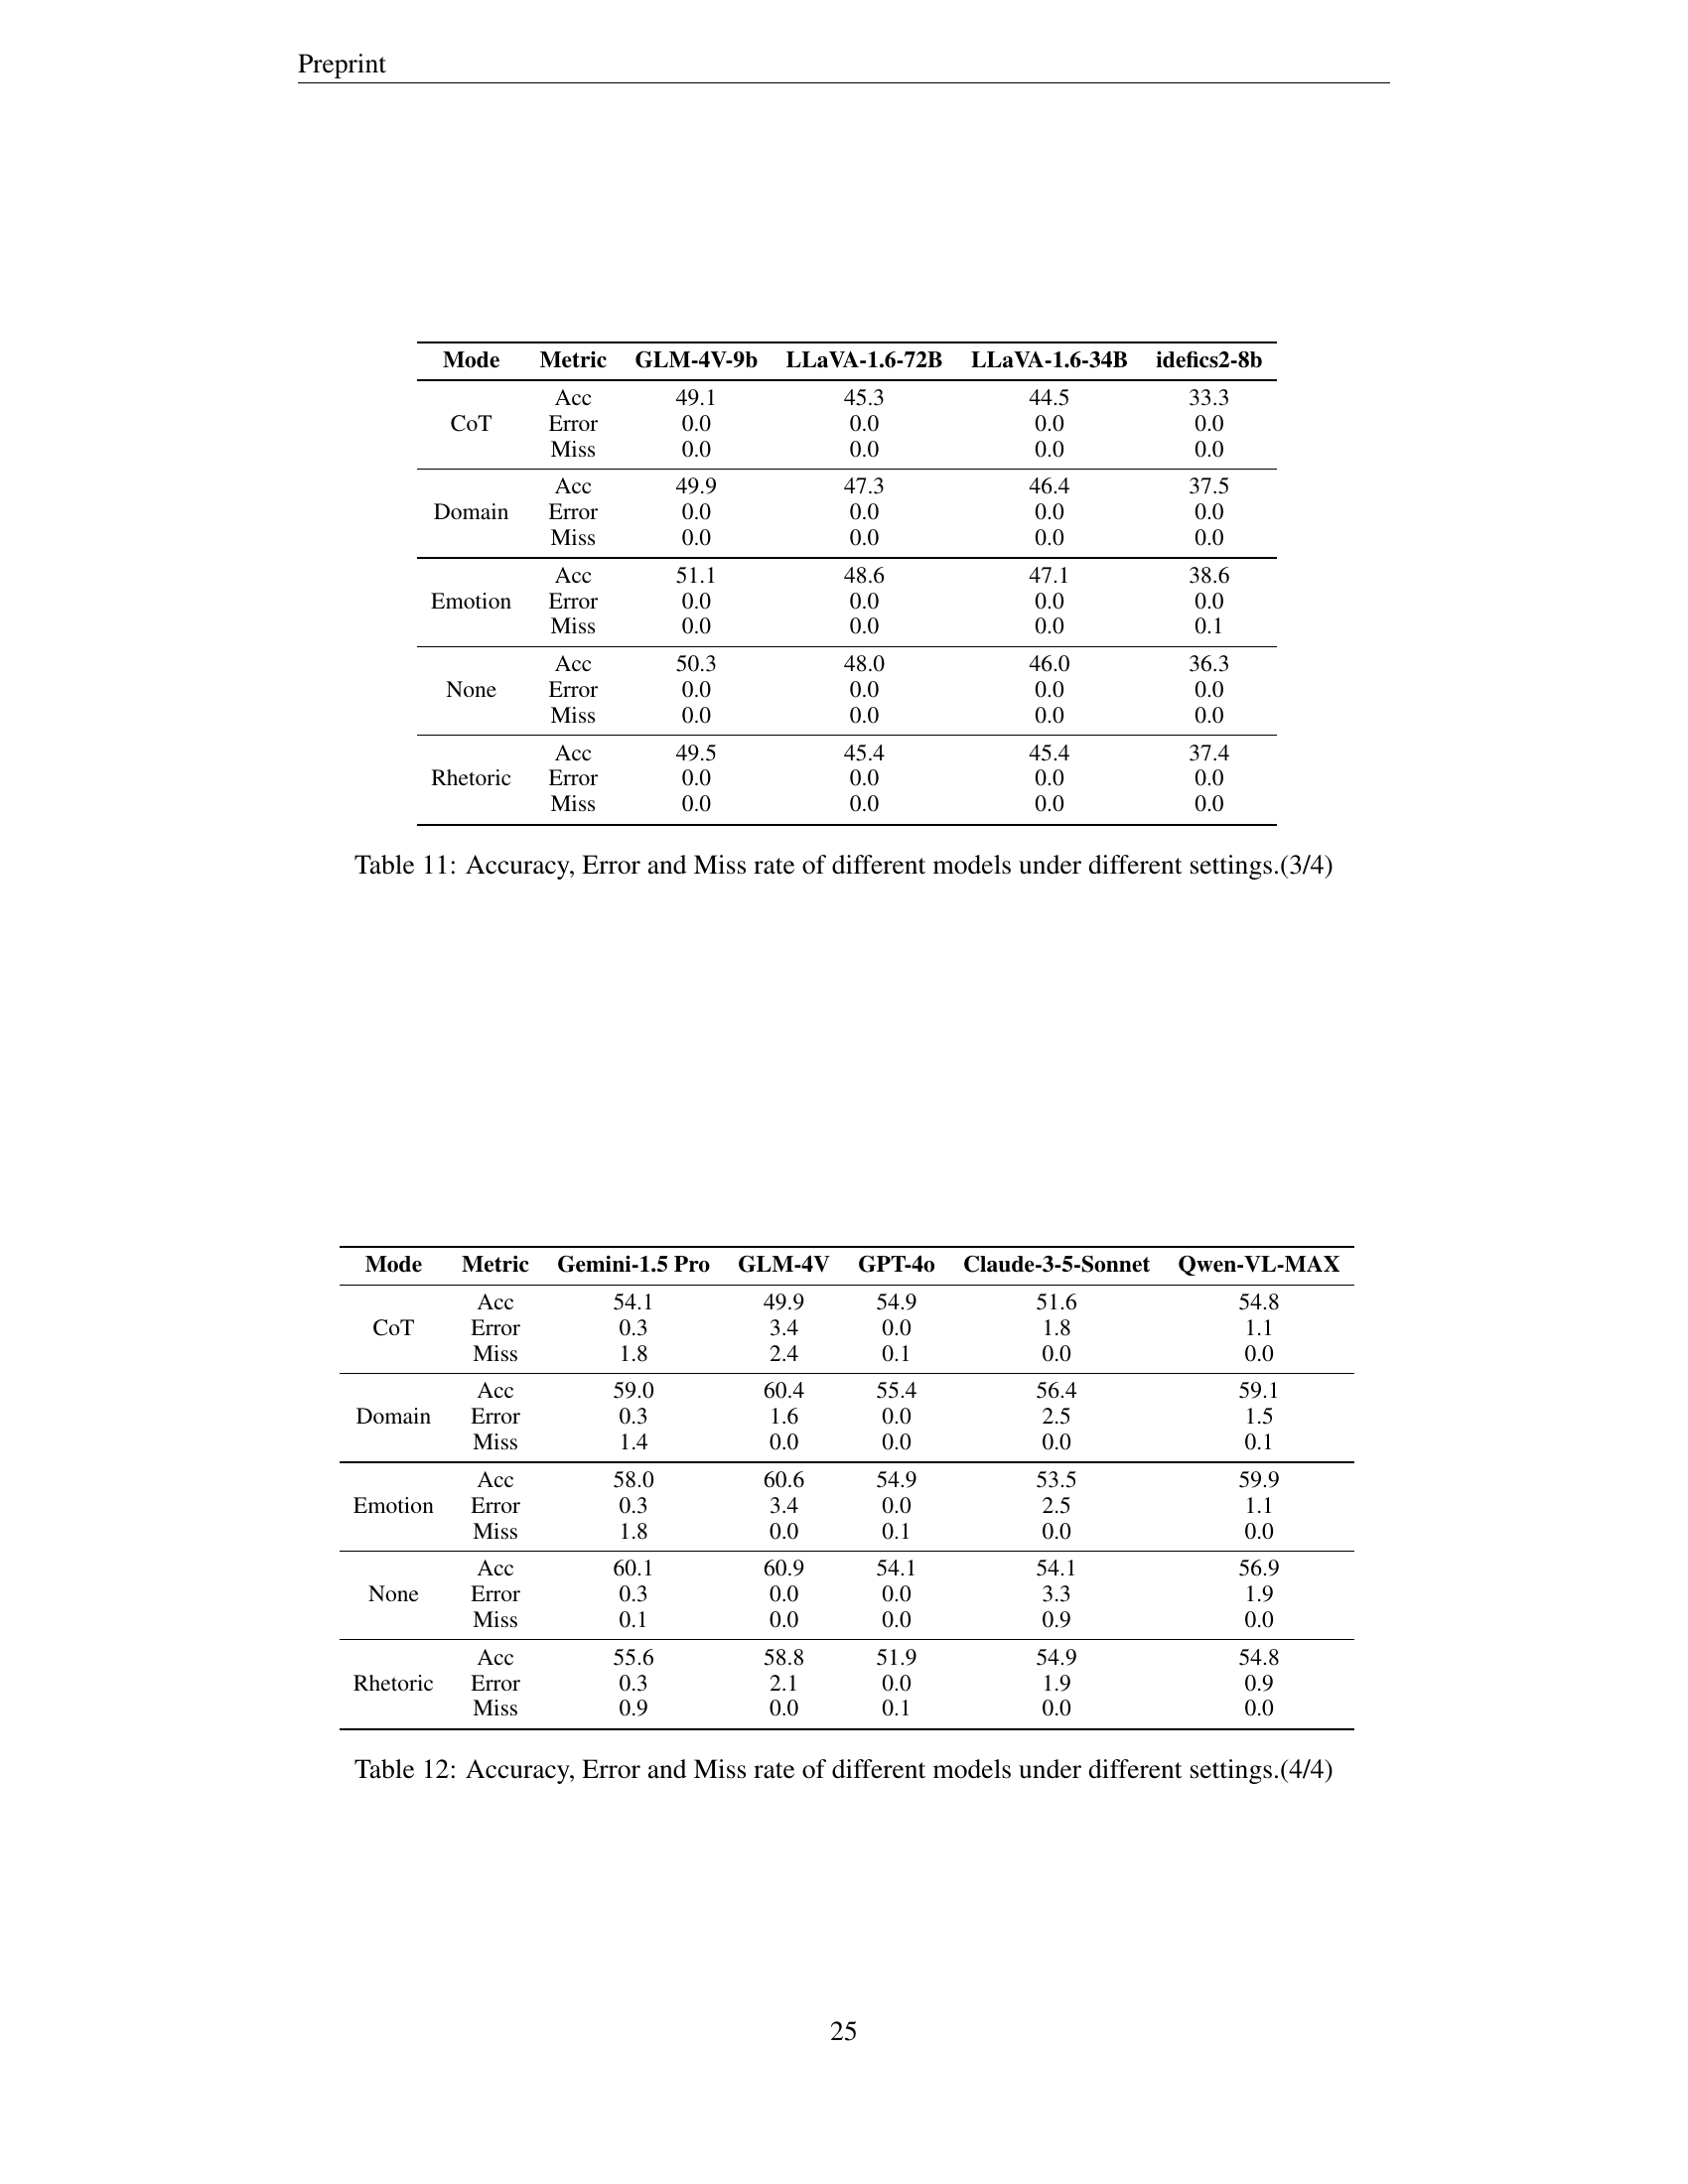 Preprint
Mode Metric GLM-4V-9b LLaVA-1.6-72B LLaVA-1.6-34B idefics2-8b
Acc 49.1 45.3 44.5 33.3
CoT Error 0.0 0.0 0.0 0.0
Miss 0.0 0.0 0.0 0.0
Acc 49.9 47.3 46.4 37.5
Domain Error 0.0 0.0 0.0 0.0
Miss 0.0 0.0 0.0 0.0
Acc 51.1 48.6 47.1 38.6
Emotion Error 0.0 0.0 0.0 0.0
Miss 0.0 0.0 0.0 0.1
Acc 50.3 48.0 46.0 36.3
None Error 0.0 0.0 0.0 0.0
Miss 0.0 0.0 0.0 0.0
Acc 49.5 45.4 45.4 37.4
Rhetoric Error 0.0 0.0 0.0 0.0
Miss 0.0 0.0 0.0 0.0
Table 11: Accuracy, Error and Miss rate of different models under different settings.(3/4)
Mode Metric Gemini-1.5 Pro GLM-4V GPT-4o Claude-3-5-Sonnet Qwen-VL-MAX
Acc 54.1 49.9 54.9 51.6 54.8
CoT Error 0.3 3.4 0.0 1.8 1.1
Miss 1.8 2.4 0.1 0.0 0.0
Acc 59.0 60.4 55.4 56.4 59.1
Domain Error 0.3 1.6 0.0 2.5 1.5
Miss 1.4 0.0 0.0 0.0 0.1
Acc 58.0 60.6 54.9 53.5 59.9
Emotion Error 0.3 3.4 0.0 2.5 1.1
Miss 1.8 0.0 0.1 0.0 0.0
Acc 60.1 60.9 54.1 54.1 56.9
None Error 0.3 0.0 0.0 3.3 1.9
Miss 0.1 0.0 0.0 0.9 0.0
Acc 55.6 58.8 51.9 54.9 54.8
Rhetoric Error 0.3 2.1 0.0 1.9 0.9
Miss 0.9 0.0 0.1 0.0 0.0
Table 12: Accuracy, Error and Miss rate of different models under different settings.(4/4)
25